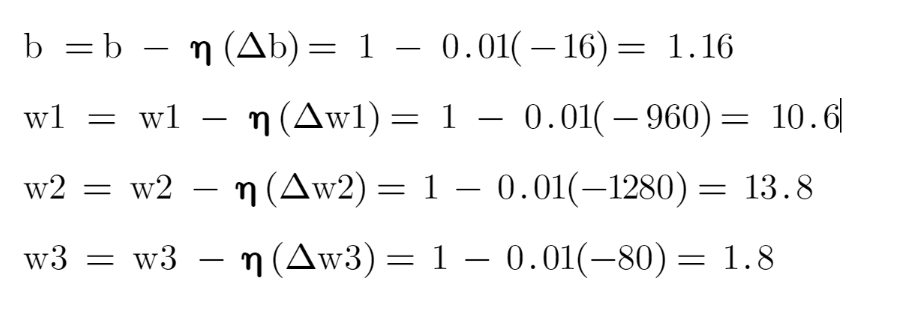 b = b − η (Δb) = 1 − 0.01(−16) = 1.16
w1 = w1 − η (Δw1) = 1 − 0.01(−960) = 10.6
w2 = w2 − η (Δw2) = 1 − 0.01(−1280) = 13.8
w3 = w3 − η (Δw3) = 1 − 0.01(−80) = 1.8